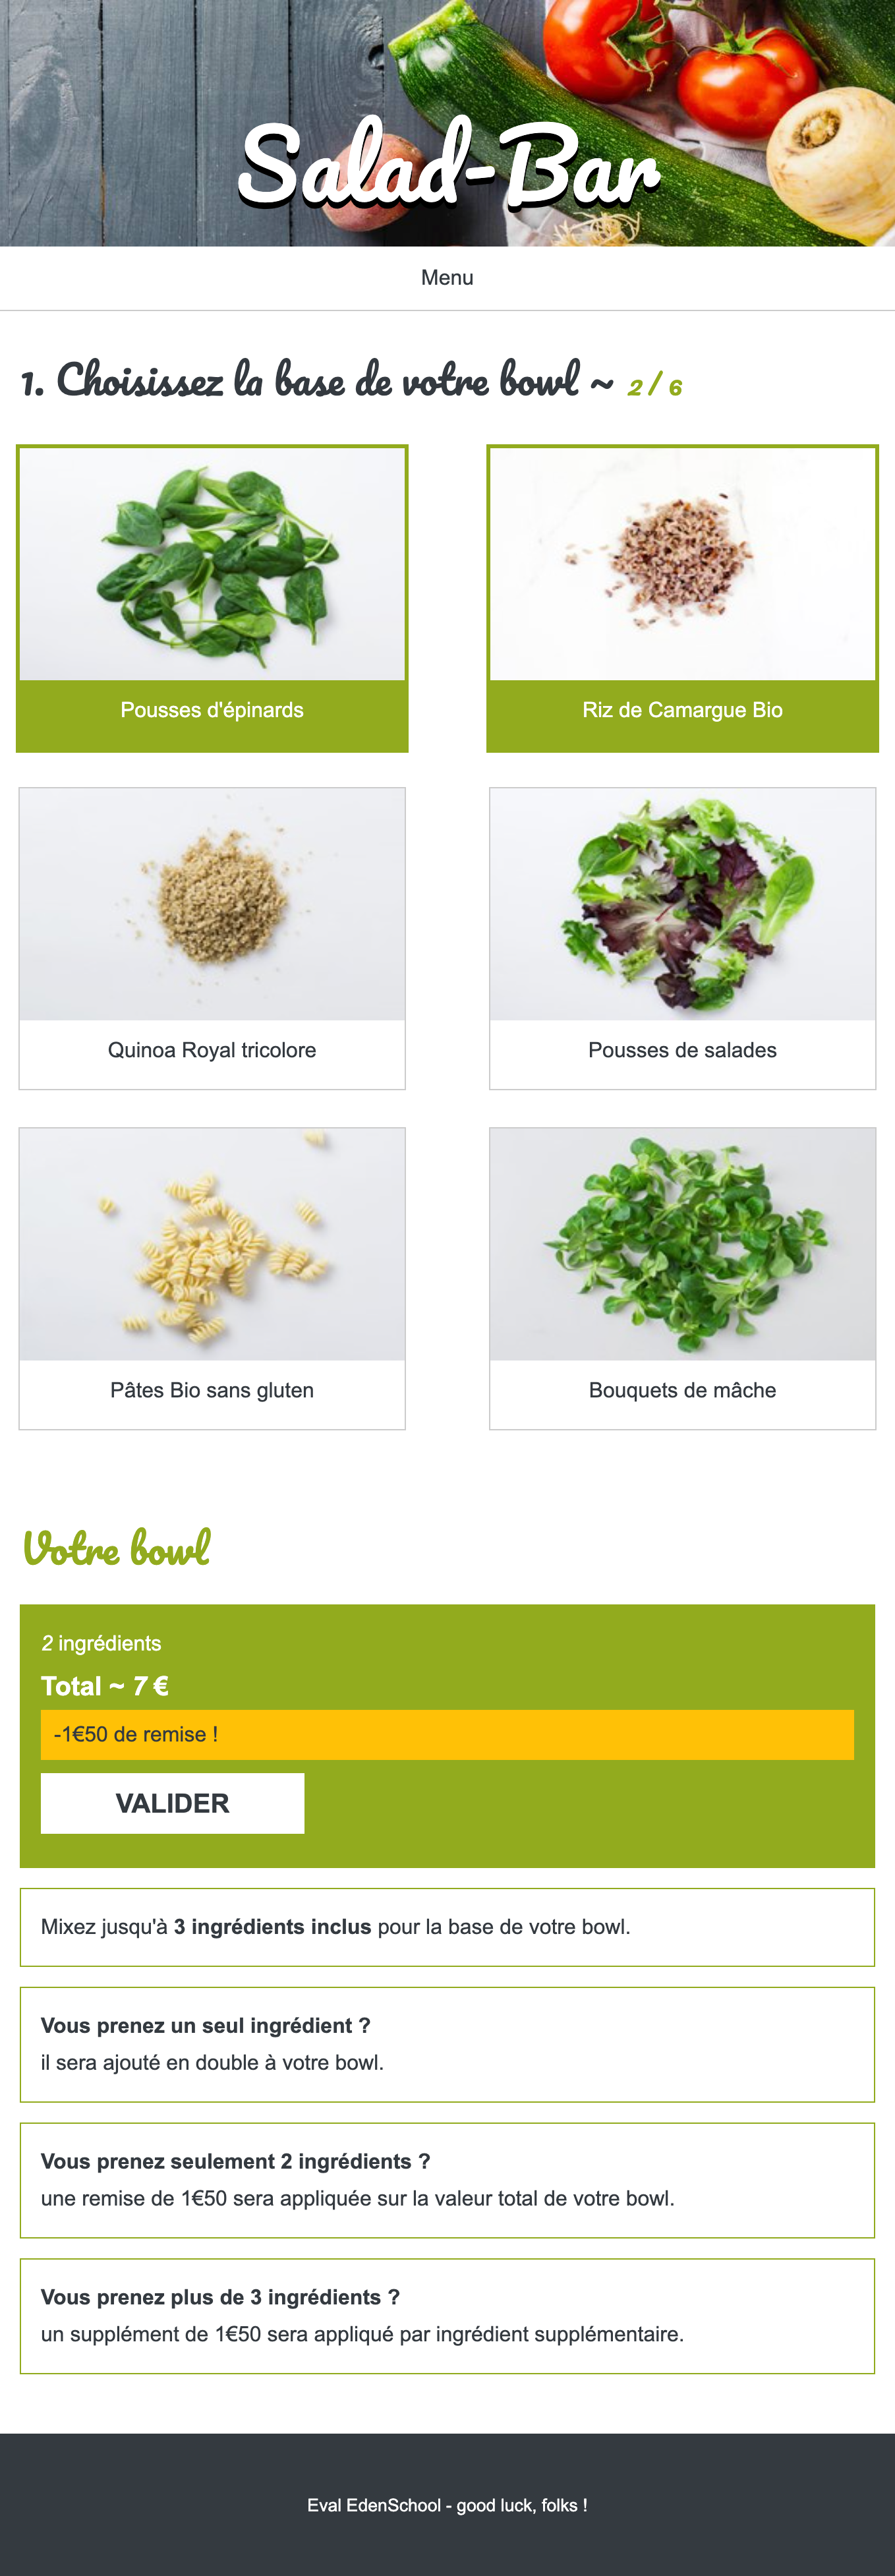 Salad-Bar
Menu
1. Choisissez la base de votre bowl ~ 2 / 6
Pousses d'épinards
Riz de Camargue Bio
Quinoa Royal tricolore
Pousses de salades
Pâtes Bio sans gluten
Bouquets de mâche
Votre bowl
2 ingrédients
Total ~ 7 €
-1€50 de remise !
VALIDER
Mixez jusqu'à 3 ingrédients inclus pour la base de votre bowl.
Vous prenez un seul ingrédient ?
il sera ajouté en double à votre bowl.
Vous prenez seulement 2 ingrédients ?
une remise de 1€50 sera appliquée sur la valeur total de votre bowl.
Vous prenez plus de 3 ingrédients ?
un supplément de 1€50 sera appliqué par ingrédient supplémentaire.
Eval EdenSchool - good luck, folks !